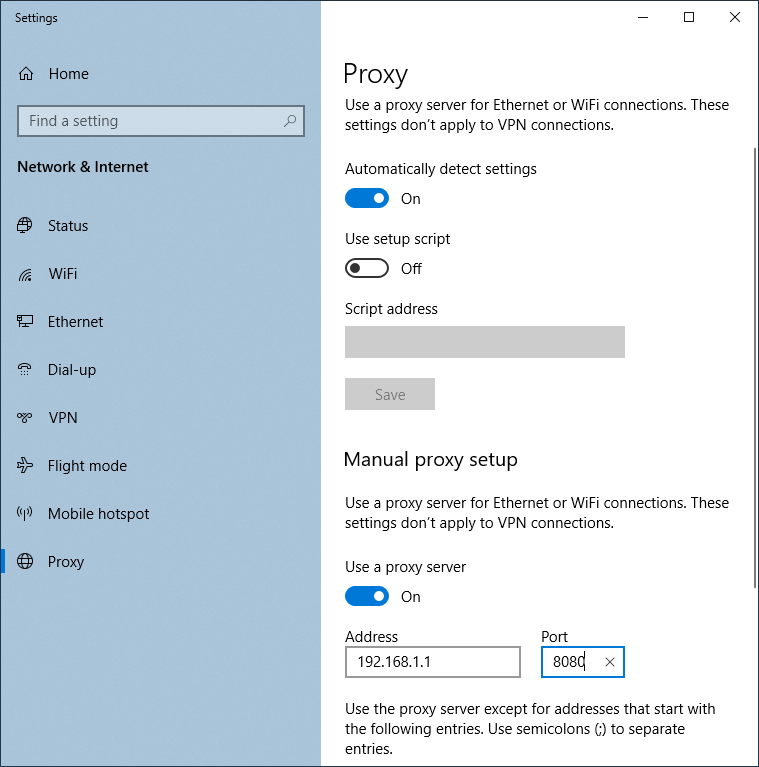 Settings
Home
Find a setting
Network & Internet
Status
WiFi
Ethernet
Dial-up
VPN
Flight mode
Mobile hotspot
Proxy
Proxy
Use a proxy server for Ethernet or WiFi connections. These
settings don’t apply to VPN connections.
Automatically detect settings
On
Use setup script
Off
Script address
Save
Manual proxy setup
Use a proxy server for Ethernet or WiFi connections. These
settings don’t apply to VPN connections.
Use a proxy server
On
Address Port
192.168.1.1 8080
Use the proxy server except for addresses that start with
the following entries. Use semicolons (;) to separate
entries.